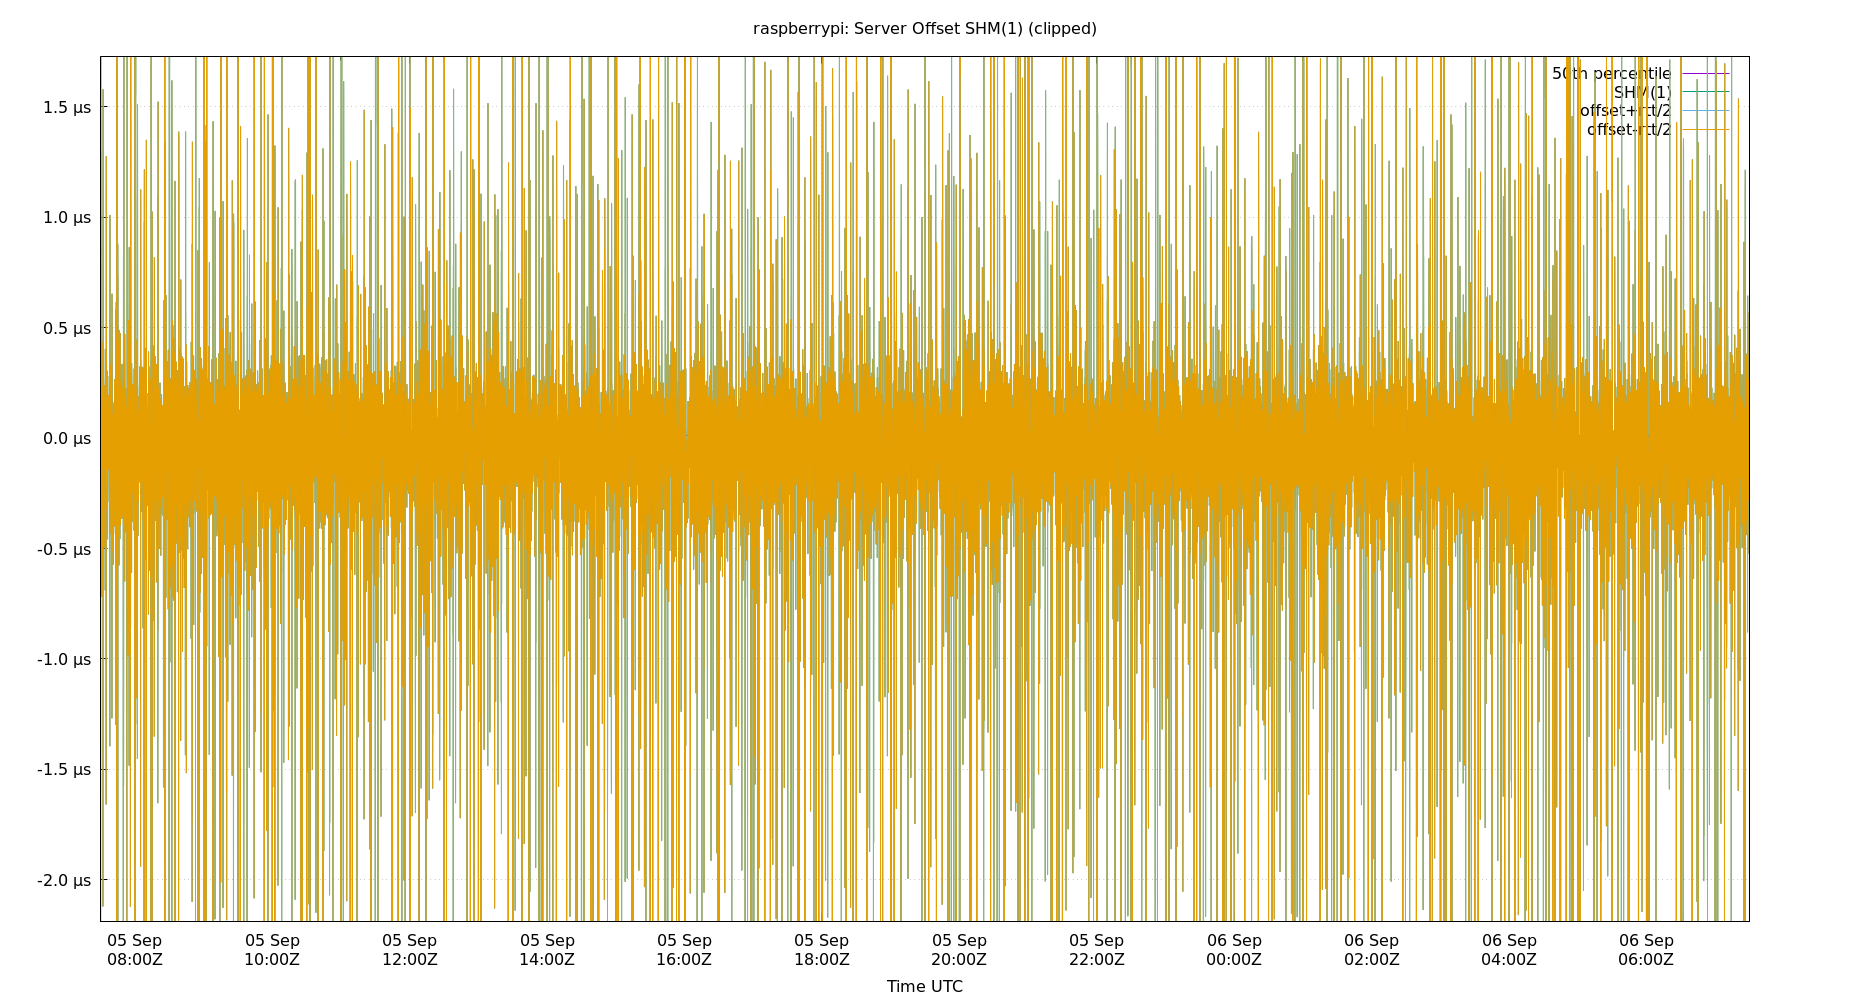 raspberrypi: Server Offset SHM(1) (clipped)
50th percentile
SHM(1)
offset+rtt/2
offset-rtt/2
1.5 µs
1.0 µs
0.5 µs
0.0 µs
-0.5 µs
-1.0 µs
-1.5 µs
-2.0 µs
05 Sep 05 Sep 05 Sep 05 Sep 05 Sep 05 Sep 05 Sep 05 Sep 06 Sep 06 Sep 06 Sep 06 Sep
08:00Z 10:00Z 12:00Z 14:00Z 16:00Z 18:00Z 20:00Z 22:00Z 00:00Z 02:00Z 04:00Z 06:00Z
Time UTC